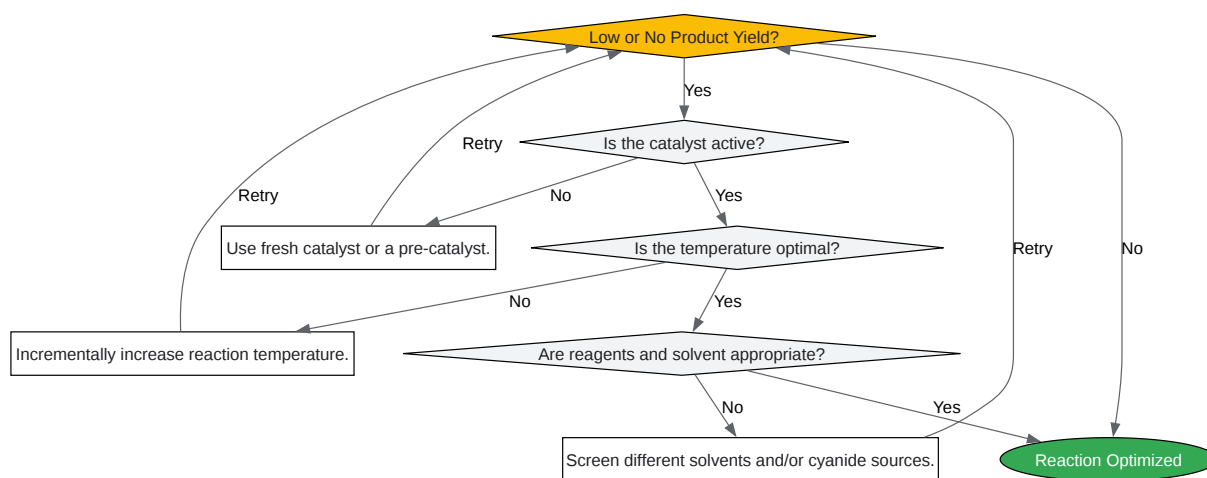 Low or No Product Yield?
Yes
Is the catalyst active?
Retry
Retry
No
Yes
Use fresh catalyst or a pre-catalyst.
Is the temperature optimal?
Retry
No
No
Yes
Incrementally increase reaction temperature.
Are reagents and solvent appropriate?
No
Yes
Screen different solvents and/or cyanide sources.
Reaction Optimized